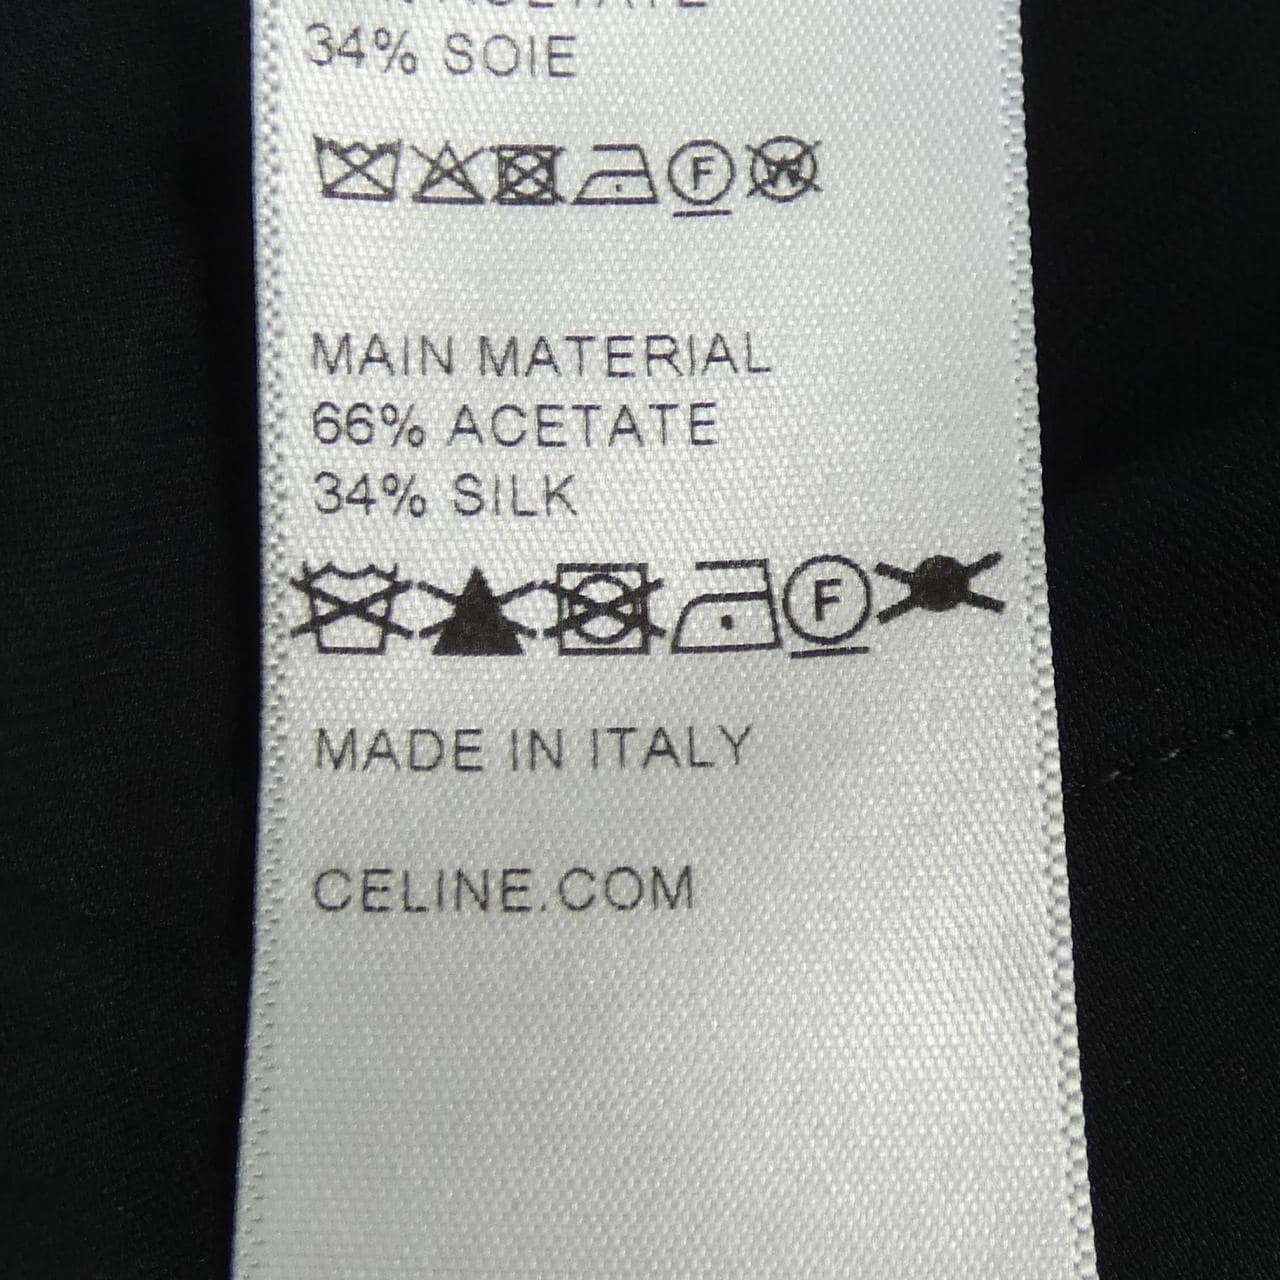 34% SOIE
F W
MAIN MATERIAL
66% ACETATE
34% SILK
F
MADE IN ITALY
CELINE.COM